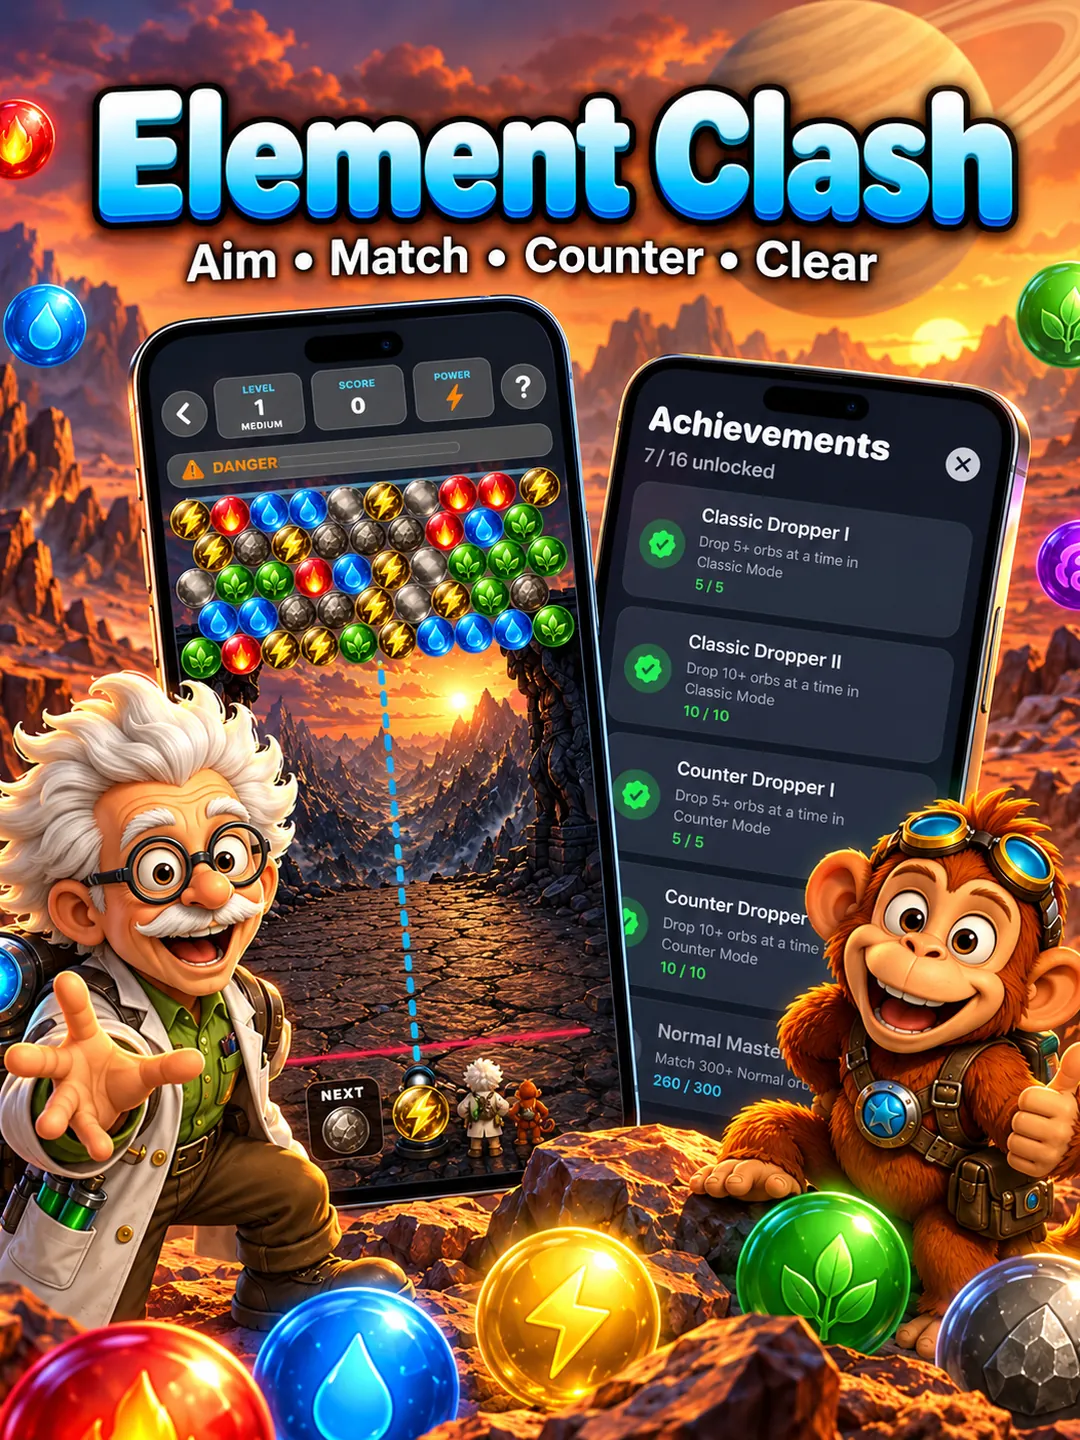 Element Clash
Aim • Match • Counter • Clear
LEVEL
1
MEDIUM
SCORE
0
POWER
?
DANGER
NEXT
Achievements
7/16 unlocked
Classic Dropper I
Drop 5+ orbs at a time in
Classic Mode
5 / 5
Classic Dropper II
Drop 10+ orbs at a time in
Classic Mode
10 / 10
Counter Dropper I
Drop 5+ orbs at a time in
Counter Mode
5 / 5
Counter Dropper
Drop 10+ orbs at a time
Counter Mode
10 / 10
Normal Maste
Match 300+ Normal orb
260 / 300